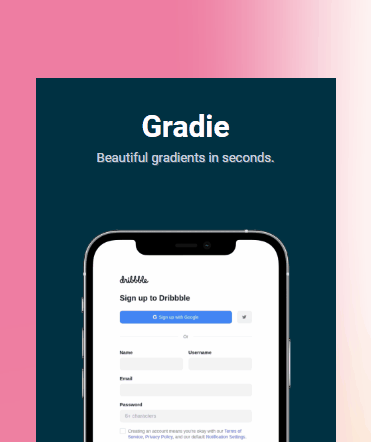 Gradie
Beautiful gradients in seconds.
dribbble
Sign up to Dribbble
Sign up with Google
Or
Name Username
Email
Password
6+ characters
Creating an account means you're okay with our Terms of
Service, Privacy Policy, and our default Notification Settings.